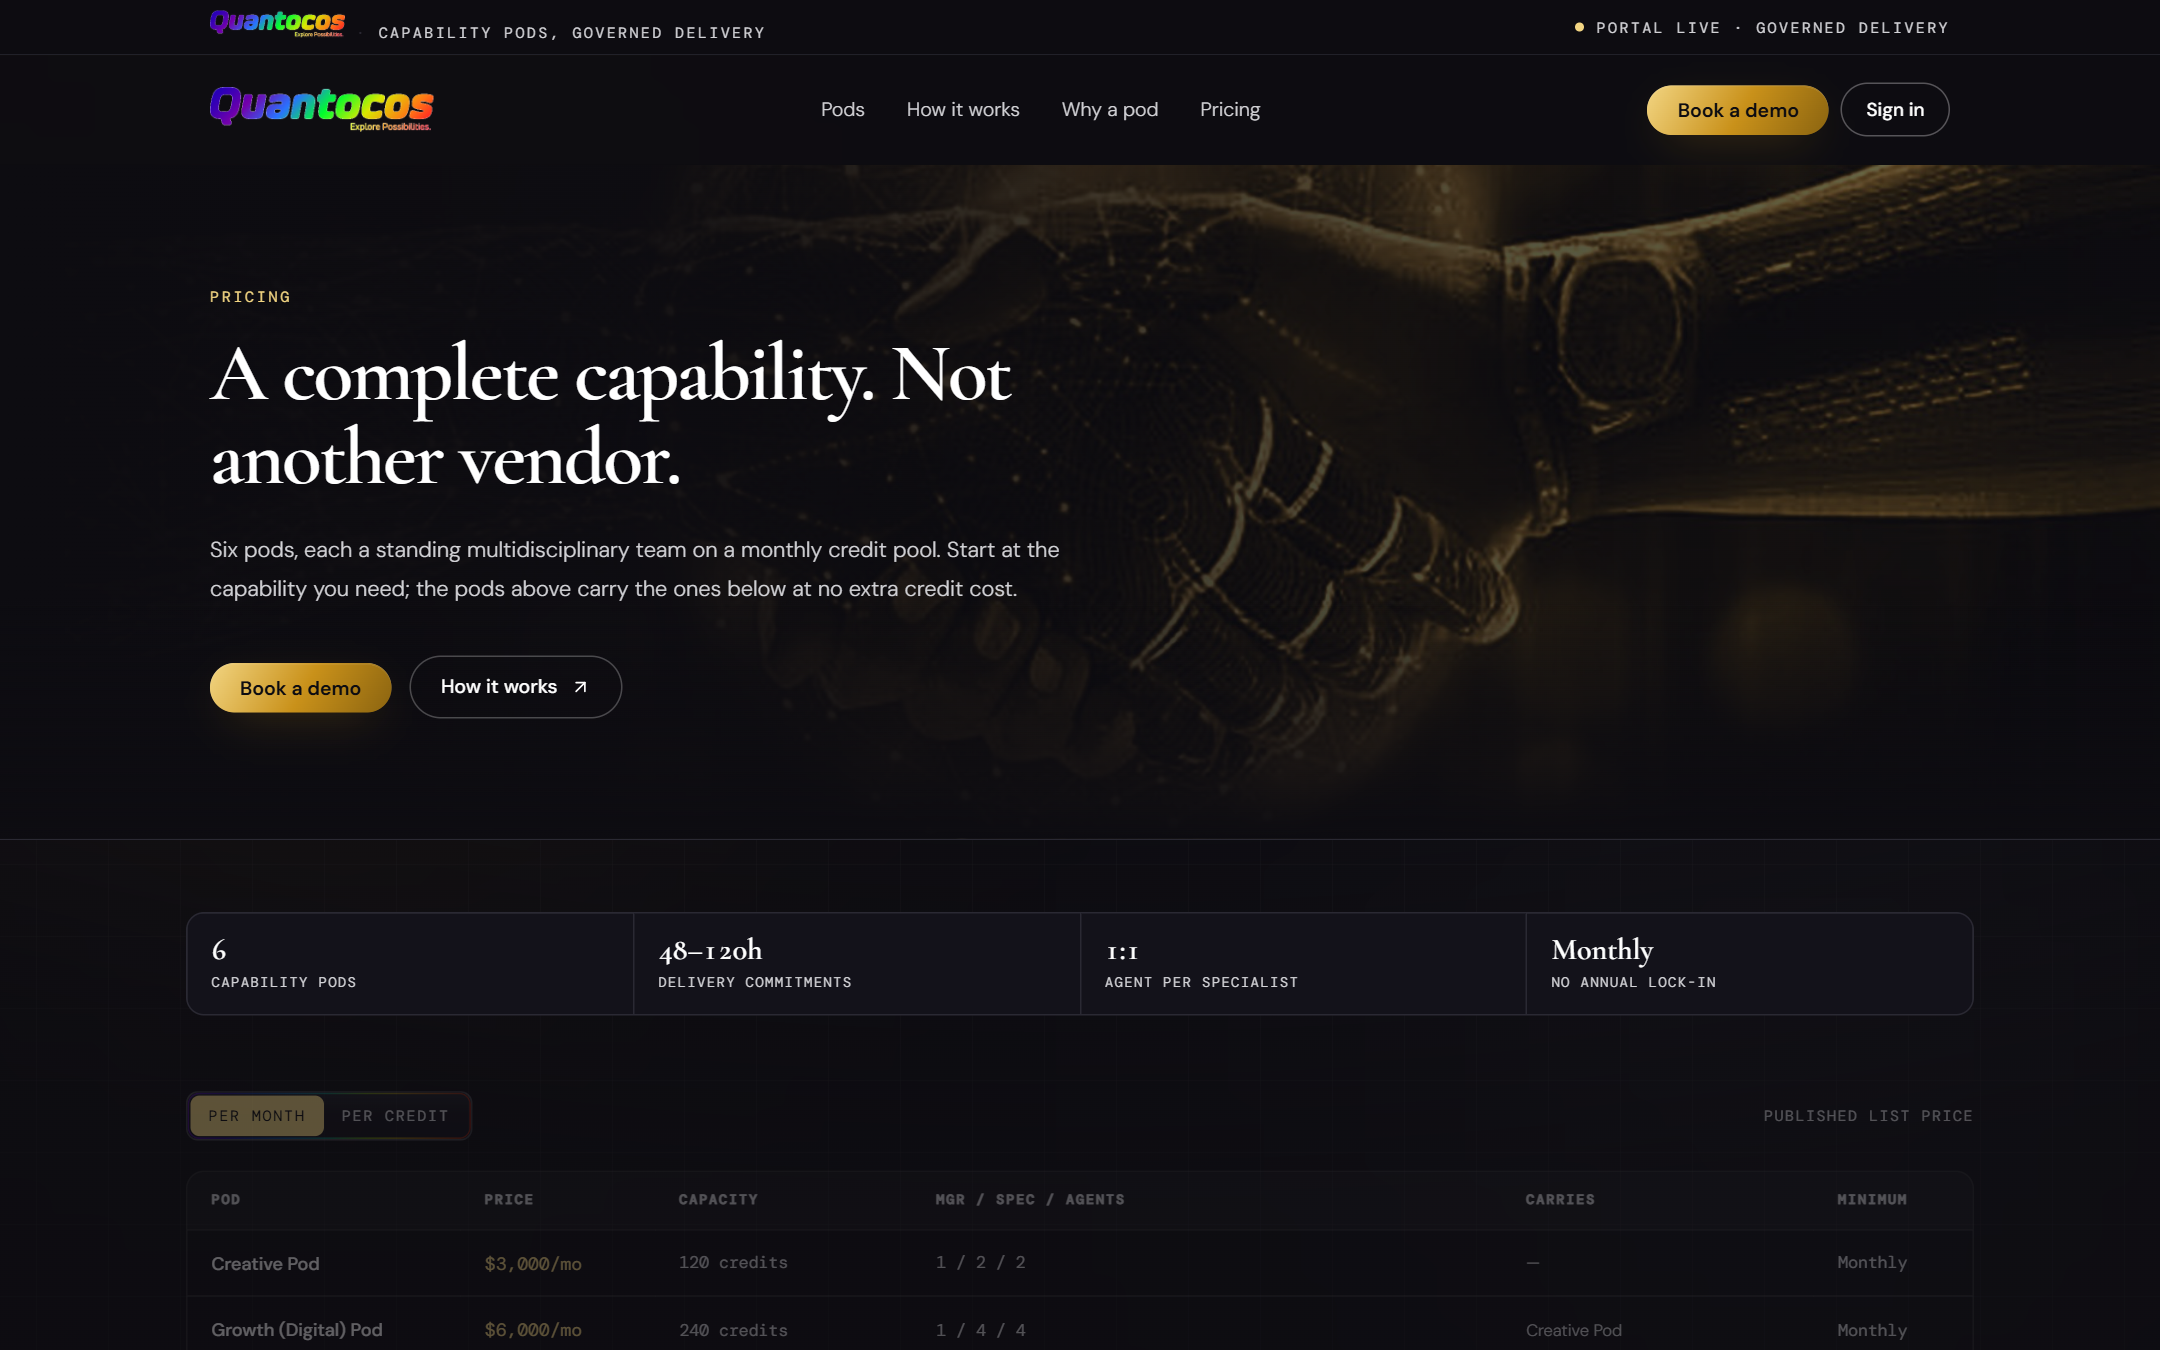 Quantocos
Explore Possibilities.
· CAPABILITY PODS, GOVERNED DELIVERY
PORTAL LIVE · GOVERNED DELIVERY
Quantocos
Explore Possibilities.
Pods
How it works
Why a pod
Pricing
Book a demo
Sign in
PRICING
A complete capability. Not
another vendor.
Six pods, each a standing multidisciplinary team on a monthly credit pool. Start at the
capability you need; the pods above carry the ones below at no extra credit cost.
Book a demo
How it works
6
CAPABILITY PODS
48–120h
DELIVERY COMMITMENTS
1:1
AGENT PER SPECIALIST
Monthly
NO ANNUAL LOCK-IN
PER MONTH
PER CREDIT
PUBLISHED LIST PRICE
POD PRICE CAPACITY MGR / SPEC / AGENTS CARRIES MINIMUM
Creative Pod $3,000/mo 120 credits 1 / 2 / 2 — Monthly
Growth (Digital) Pod $6,000/mo 240 credits 1 / 4 / 4 Creative Pod Monthly